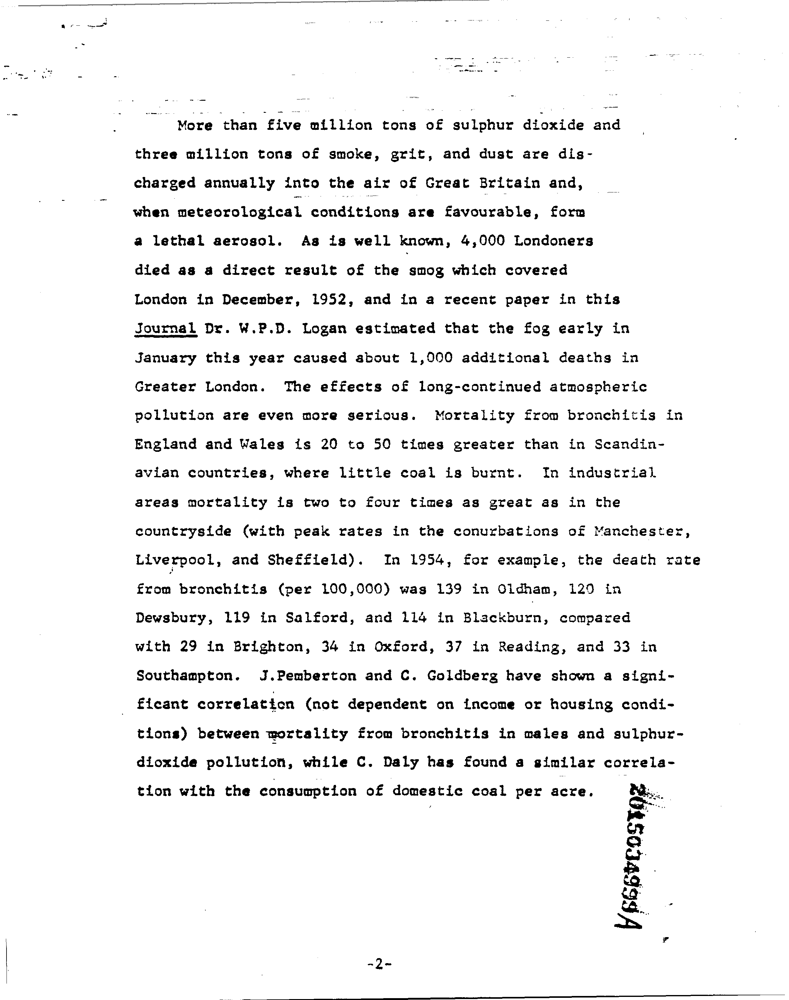 More than five million tons of sulphur dioxide and
three million tons of smoke, grit, and dust are dis-
charged annually into the air of Great Britain and,
when meteorological conditions are favourable, form
a lethal aerosol. As is well known, 4,000 Londoners
died as a direct result of the smog which covered
London in December, 1952, and in a recent paper in this
Journal Dr. W.P.D. Logan estimated that the fog early in
January this year caused about 1,000 additional deaths in
Greater London. The effects of long-continued atmospheric
pollution are even more serious. Mortality from bronchitis in
England and Wales is 20 to 50 times greater than in Scandin-
avian countries, where little coal is burnt. In industrial
areas mortality is two to four times as great as in the
countryside (with peak rates in the conurbations of Manchester,
Liverpool, and Sheffield). In 1954, for example, the death rate
from bronchitis (per 100,000) was 139 in Oldham, 120 in
Dewsbury, 119 in Salford, and 114 in Blackburn, compared
with 29 in Brighton, 34 in Oxford, 37 in Reading, and 33 in
Southampton. J.Pemberton and C. Goldberg have shown a signi-
ficant correlation (not dependent on income or housing condi-
tions) between mortality from bronchitis in males and sulphur-
dioxide pollution, while C. Daly has found a similar correla-
tion with the consumption of domestic coal per acre.
2015034999A
-2-